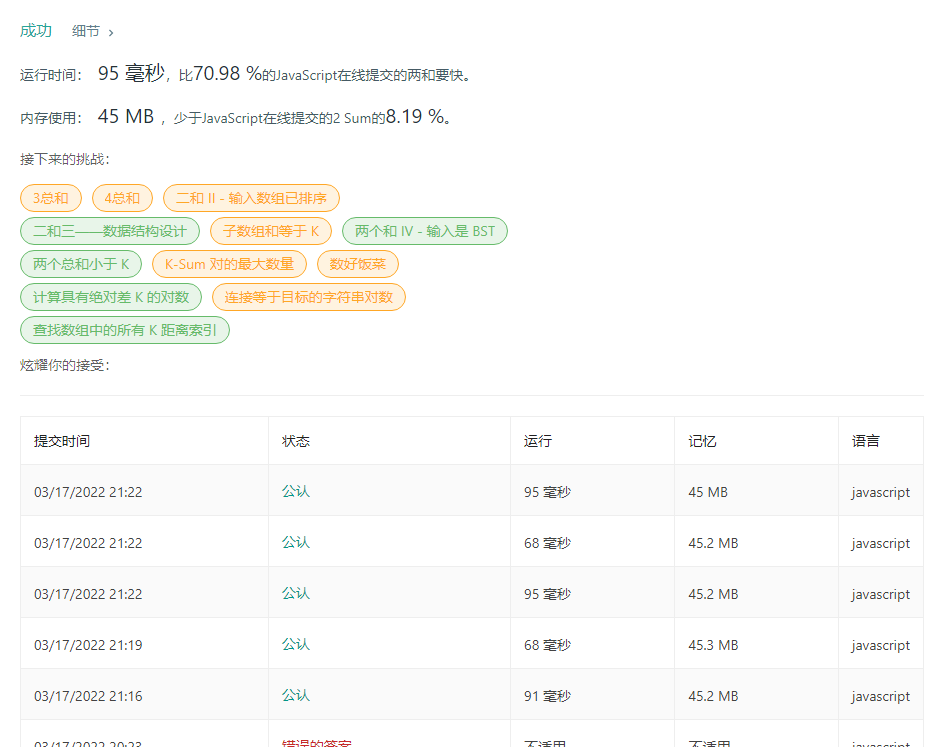 成功 细节 ›
运行时间： 95 毫秒，比70.98 %的JavaScript在线提交的两和要快。
内存使用： 45 MB ，少于JavaScript在线提交的2 Sum的8.19 %。
接下来的挑战：
3总和 4总和 二和 II - 输入数组已排序
二和三——数据结构设计 子数组和等于 K 两个和 IV - 输入是 BST
两个总和小于 K K-Sum 对的最大数量 数好饭菜
计算具有绝对差 K 的对数 连接等于目标的字符串对数
查找数组中的所有 K 距离索引
炫耀你的接受：
提交时间 状态 运行 记忆 语言
03/17/2022 21:22 公认 95 毫秒 45 MB javascript
03/17/2022 21:22 公认 68 毫秒 45.2 MB javascript
03/17/2022 21:22 公认 95 毫秒 45.2 MB javascript
03/17/2022 21:19 公认 68 毫秒 45.3 MB javascript
03/17/2022 21:16 公认 91 毫秒 45.2 MB javascript
03/17/2022 20:23 错误的答案 不适用 不适用 javascript